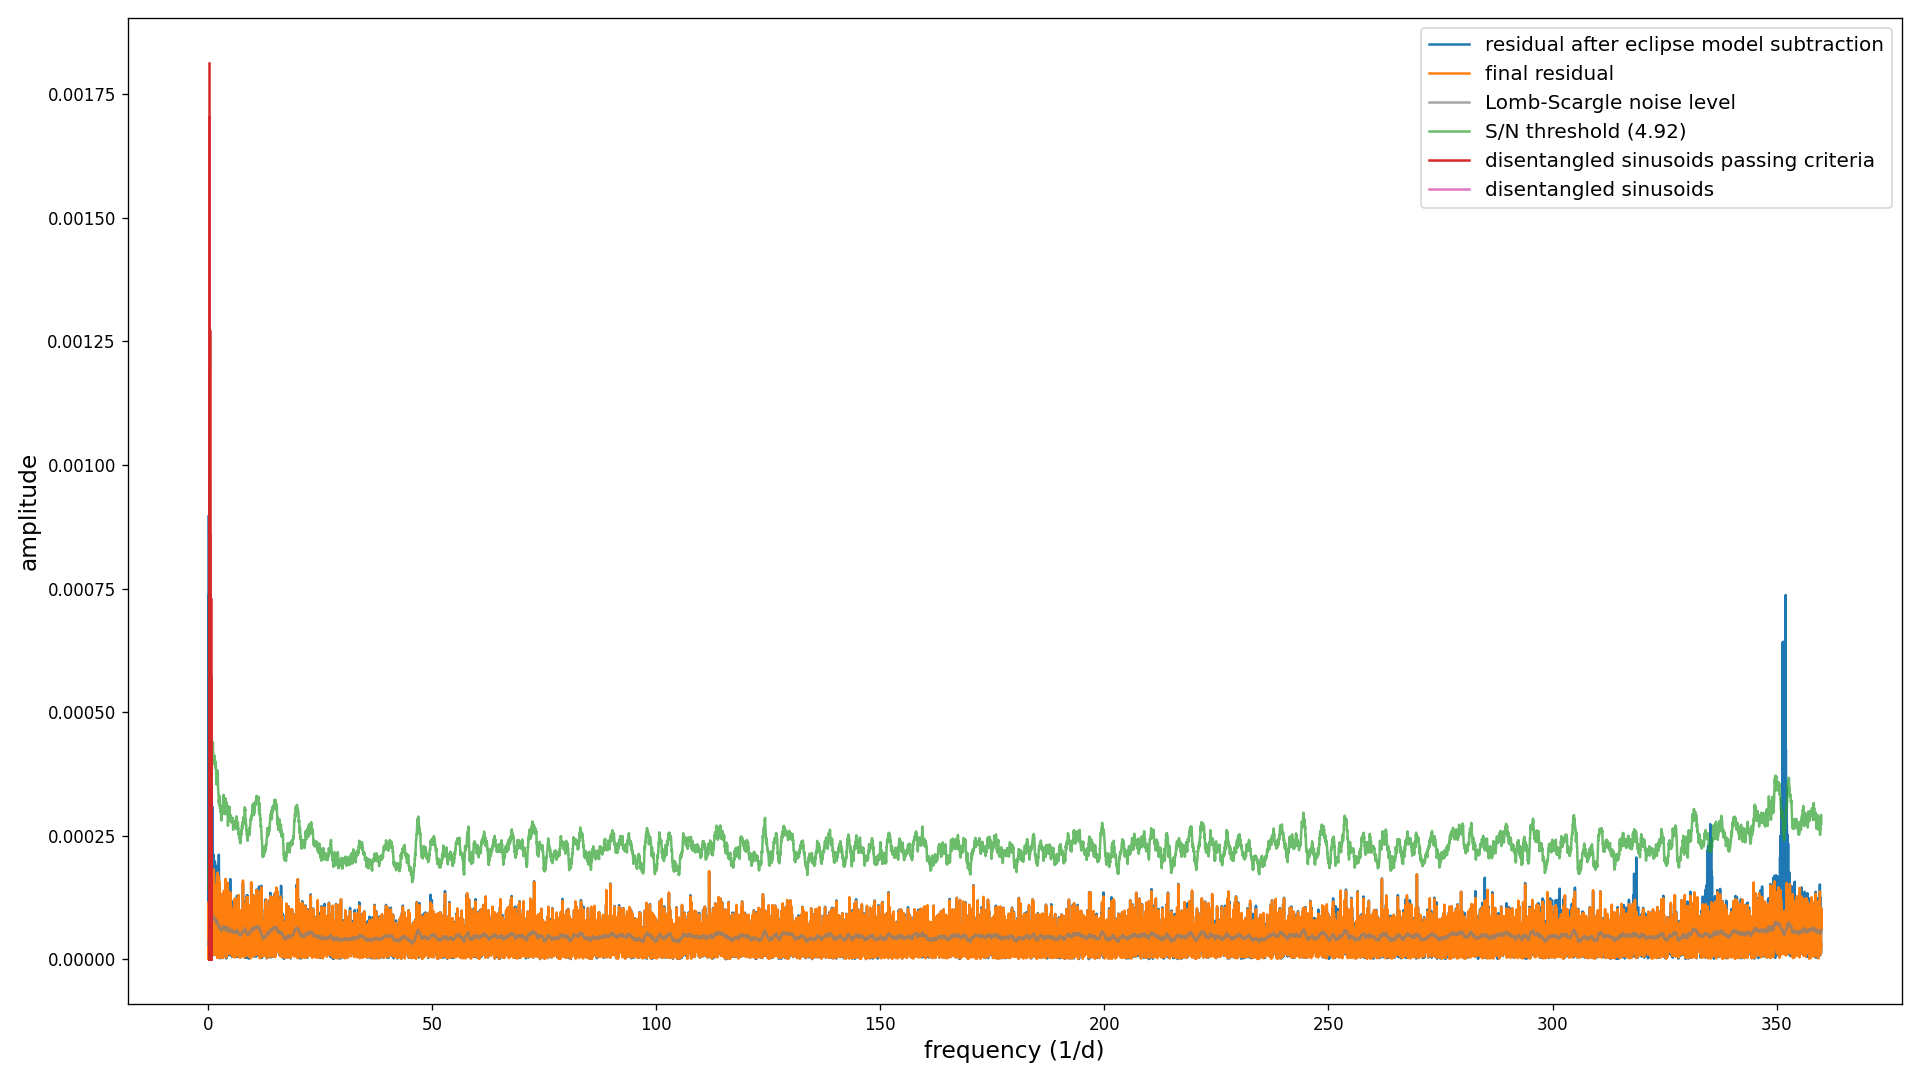 residual after eclipse model subtraction
final residual
Lomb-Scargle noise level
S/N threshold (4.92)
disentangled sinusoids passing criteria
disentangled sinusoids
amplitude
0.00175
0.00150
0.00125
0.00100
0.00075
0.00050
0.00025
0.00000
0 50 100 150 200 250 300 350
frequency (1/d)